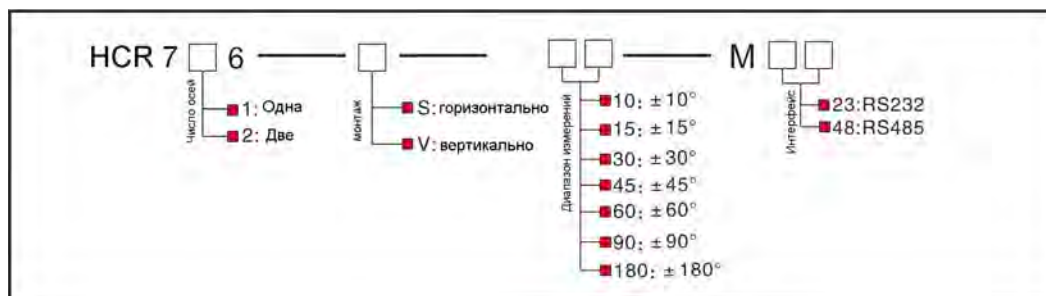 HCR 7 □ 6 — □ — □ □ — M □ □
Число осей
1: Одна
2: Две
монтаж
S: горизонтально
V: вертикально
Диапазон измерений
10: ±10°
15: ±15°
30: ±30°
45: ±45°
60: ±60°
90: ±90°
180: ±180°
Интерфейс
23:RS232
48:RS485